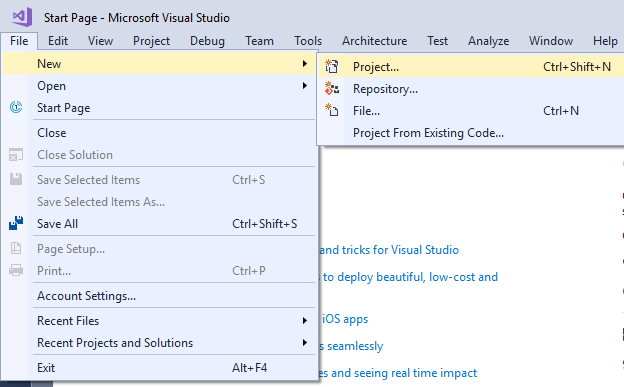 Start Page - Microsoft Visual Studio
File Edit View Project Debug Team Tools Architecture Test Analyze Window Help
New
Project... Ctrl+Shift+N
Open
Repository...
Start Page
File... Ctrl+N
Close
Project From Existing Code...
Close Solution
Save Selected Items Ctrl+S
Save Selected Items As...
Save All Ctrl+Shift+S
Page Setup...
and tricks for Visual Studio
Print... Ctrl+P
to deploy beautiful, low-cost and
Account Settings...
Recent Files
iOS apps
Recent Projects and Solutions
s seamlessly
Exit Alt+F4
es and seeing real time impact